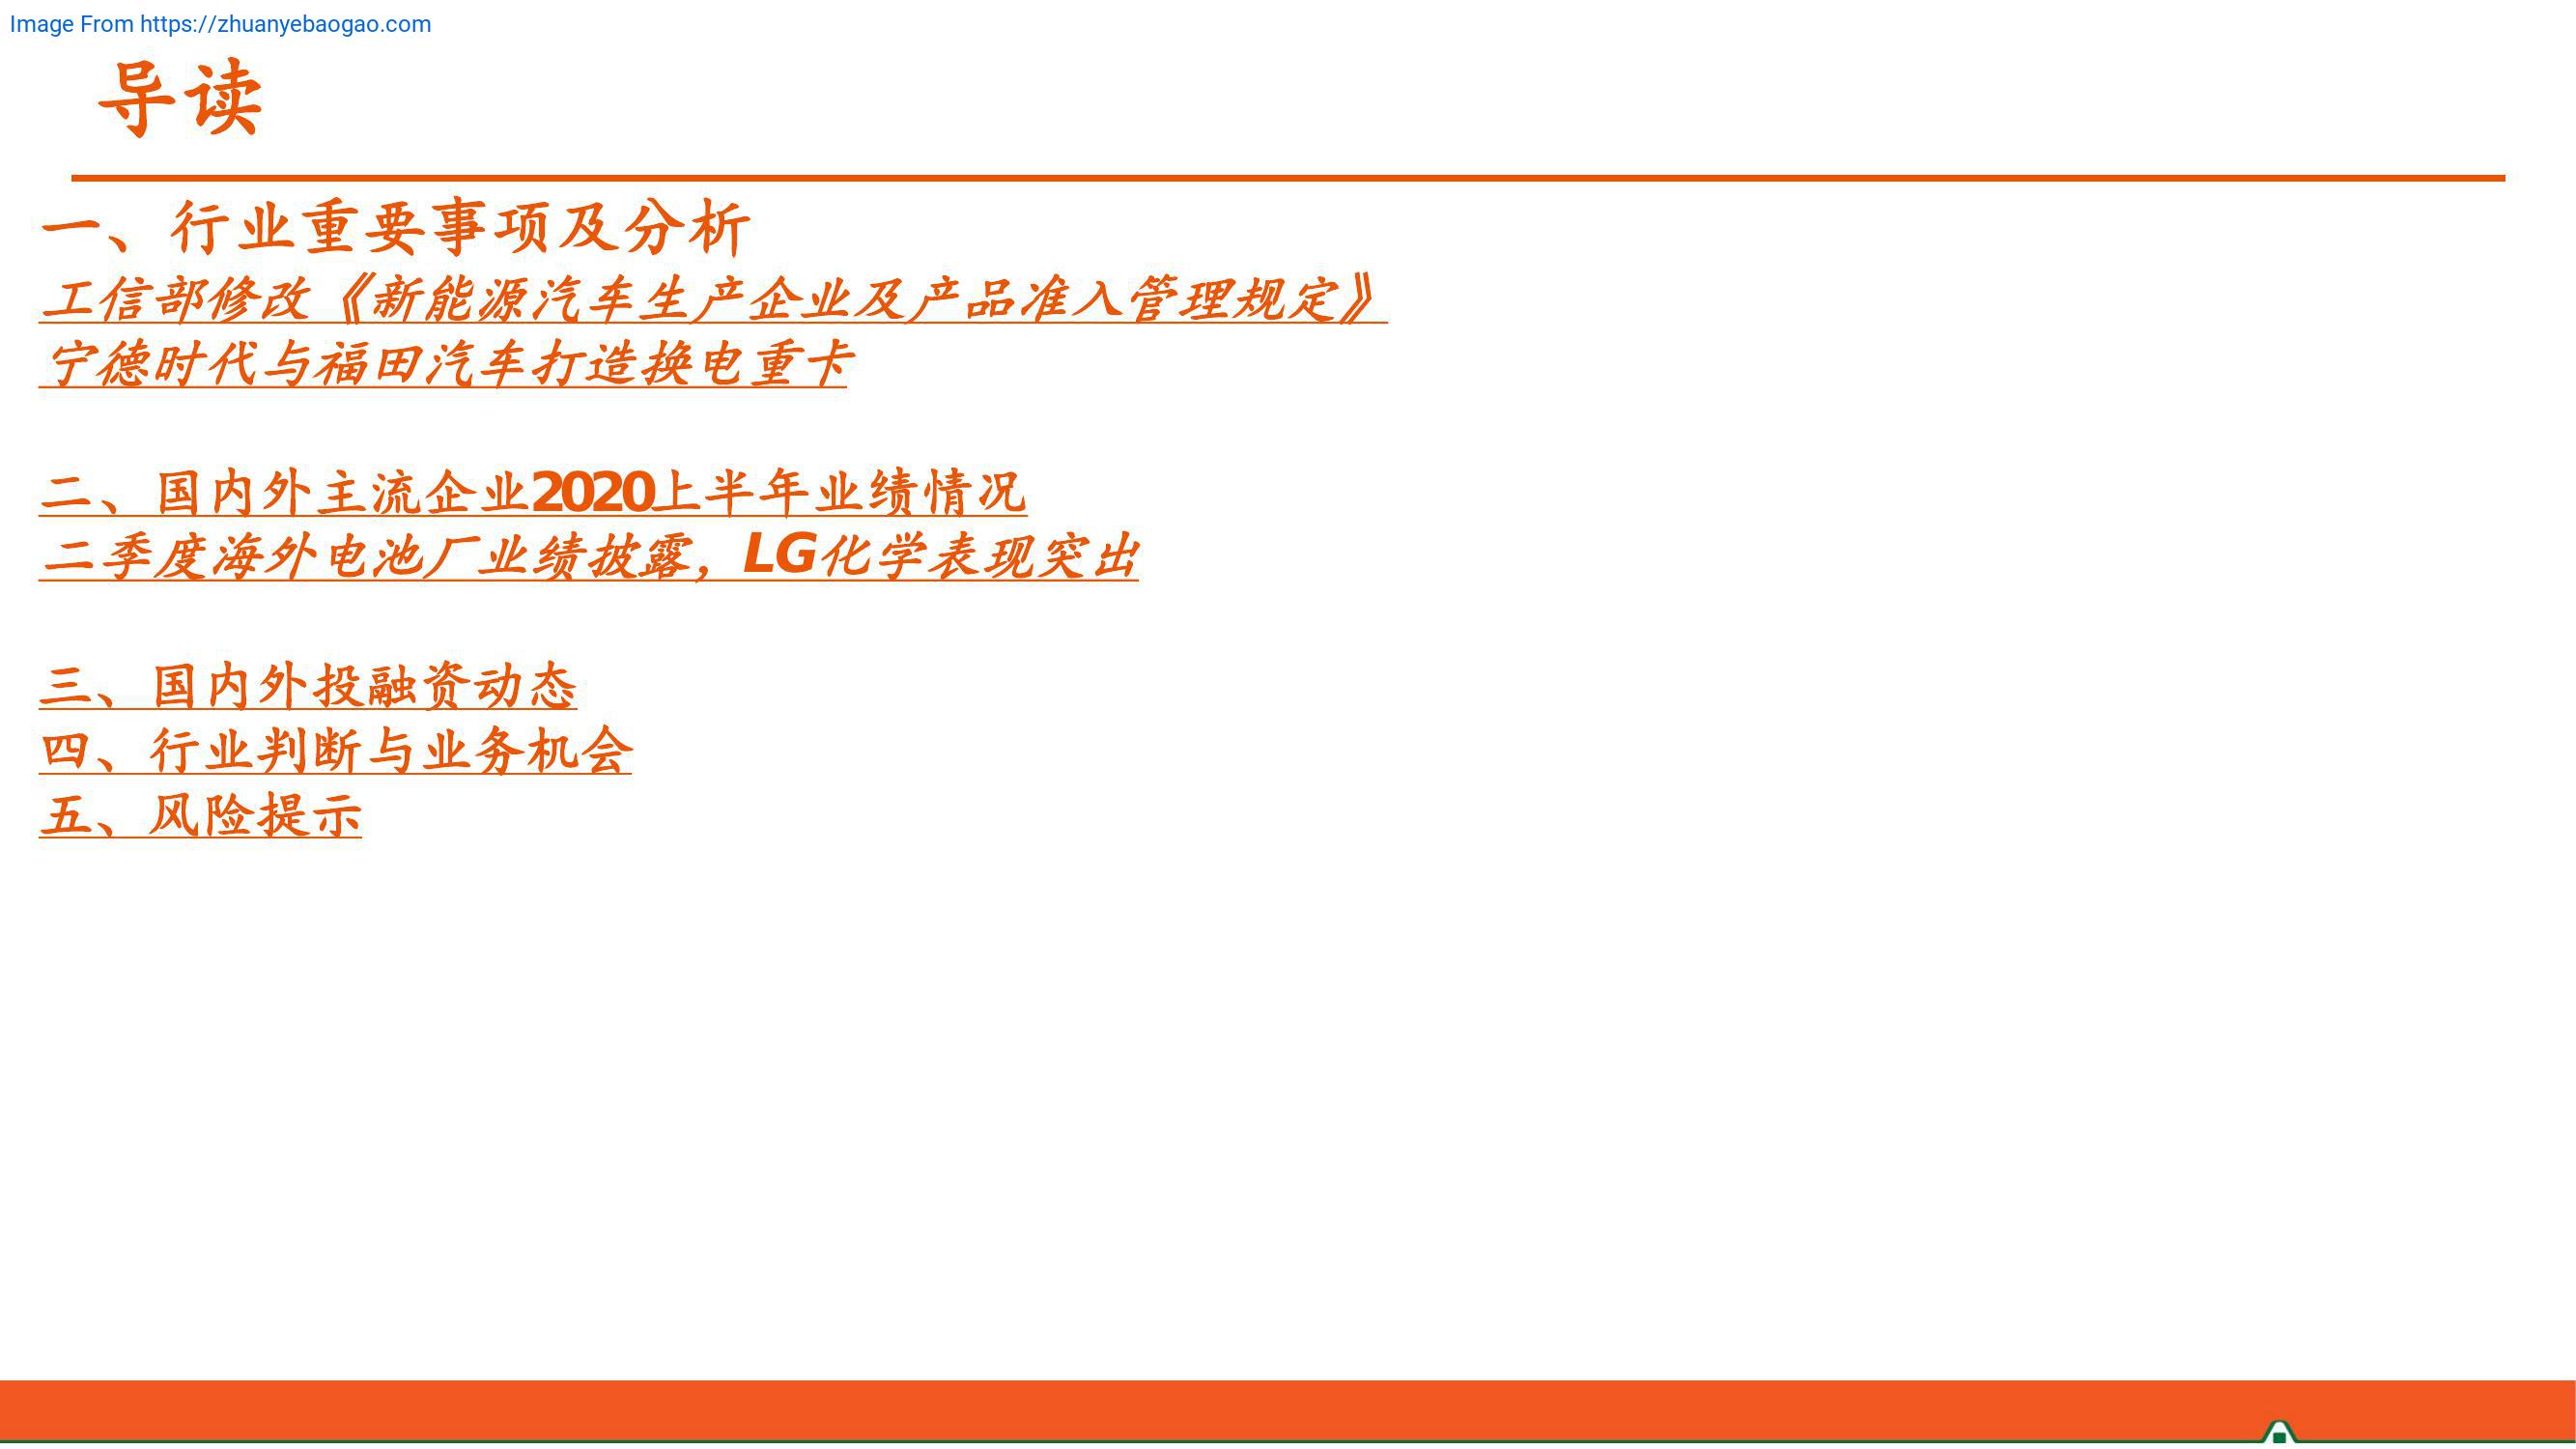 Image From https://zhuanyebaogao.com
导读
一、行业重要事项及分析
工信部修改《新能源汽车生产企业及产品准入管理规定》
宁德时代与福田汽车打造换电重卡
二、国内外主流企业2020上半年业绩情况
二季度海外电池厂业绩披露，LG化学表现突出
三、国内外投融资动态
四、行业判断与业务机会
五、风险提示